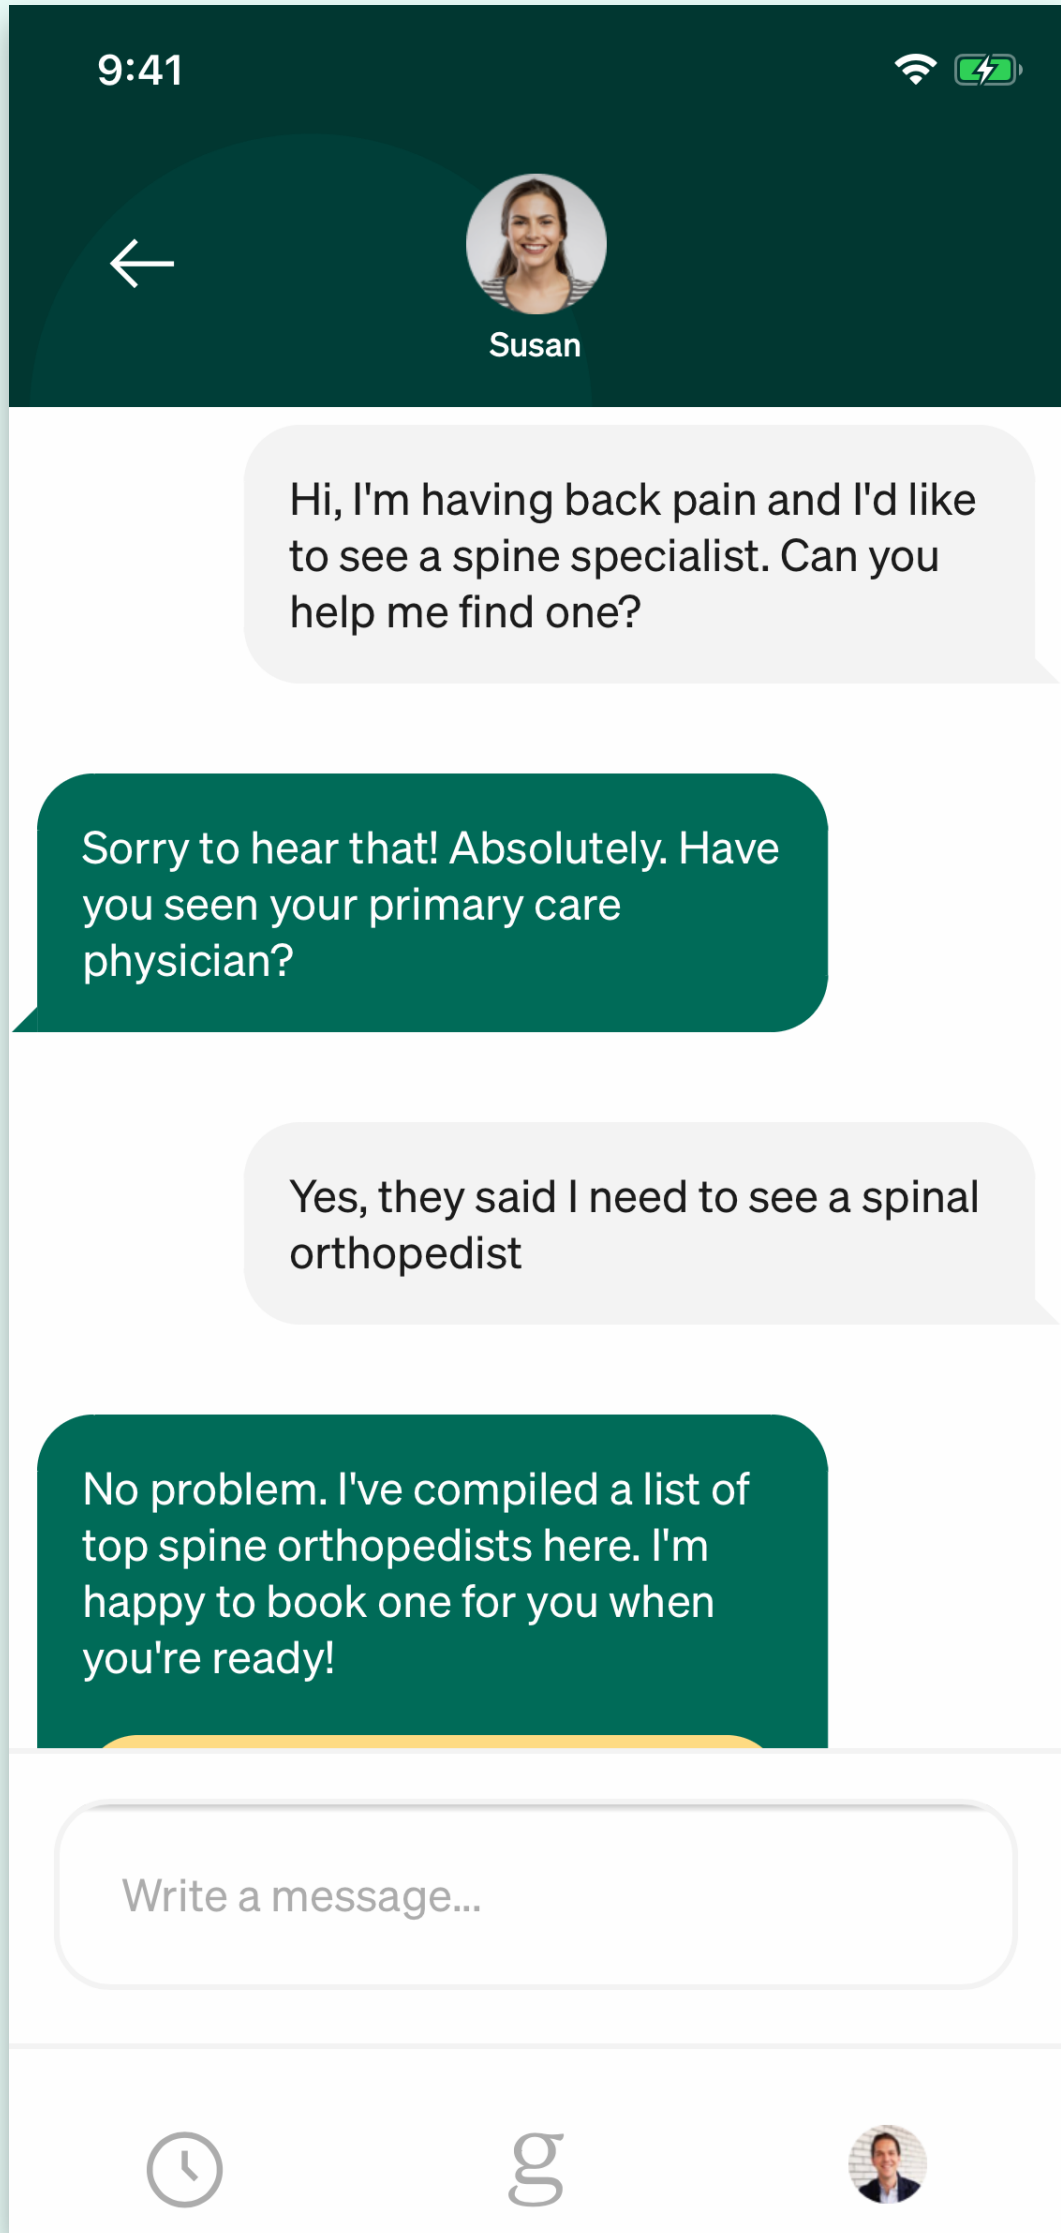 9:41
Susan
Hi, I'm having back pain and I'd like
to see a spine specialist. Can you
help me find one?
Sorry to hear that! Absolutely. Have
you seen your primary care
physician?
Yes, they said I need to see a spinal
orthopedist
No problem. I've compiled a list of
top spine orthopedists here. I'm
happy to book one for you when
you're ready!
Write a message...
g